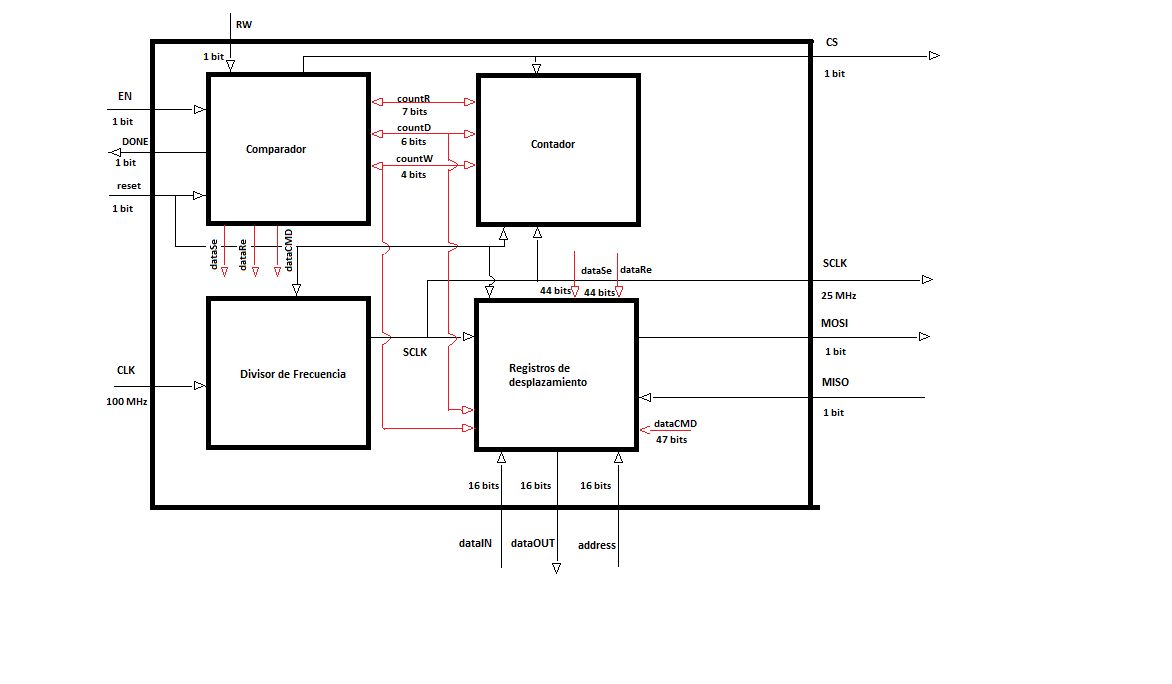 RW
CS
1 bit
1 bit
EN
1 bit
countR
7 bits
countD
6 bits
DONE
1 bit
Comparador
Contador
countW
4 bits
reset
1 bit
dataSe
dataRe
dataCMD
dataSe
dataRe
44 bits
44 bits
SCLK
25 MHz
MOSI
1 bit
SCLK
CLK
100 MHz
Divisor de Frecuencia
Registros de
desplazamiento
MISO
1 bit
dataCMD
47 bits
16 bits
16 bits
16 bits
dataIN
dataOUT
address